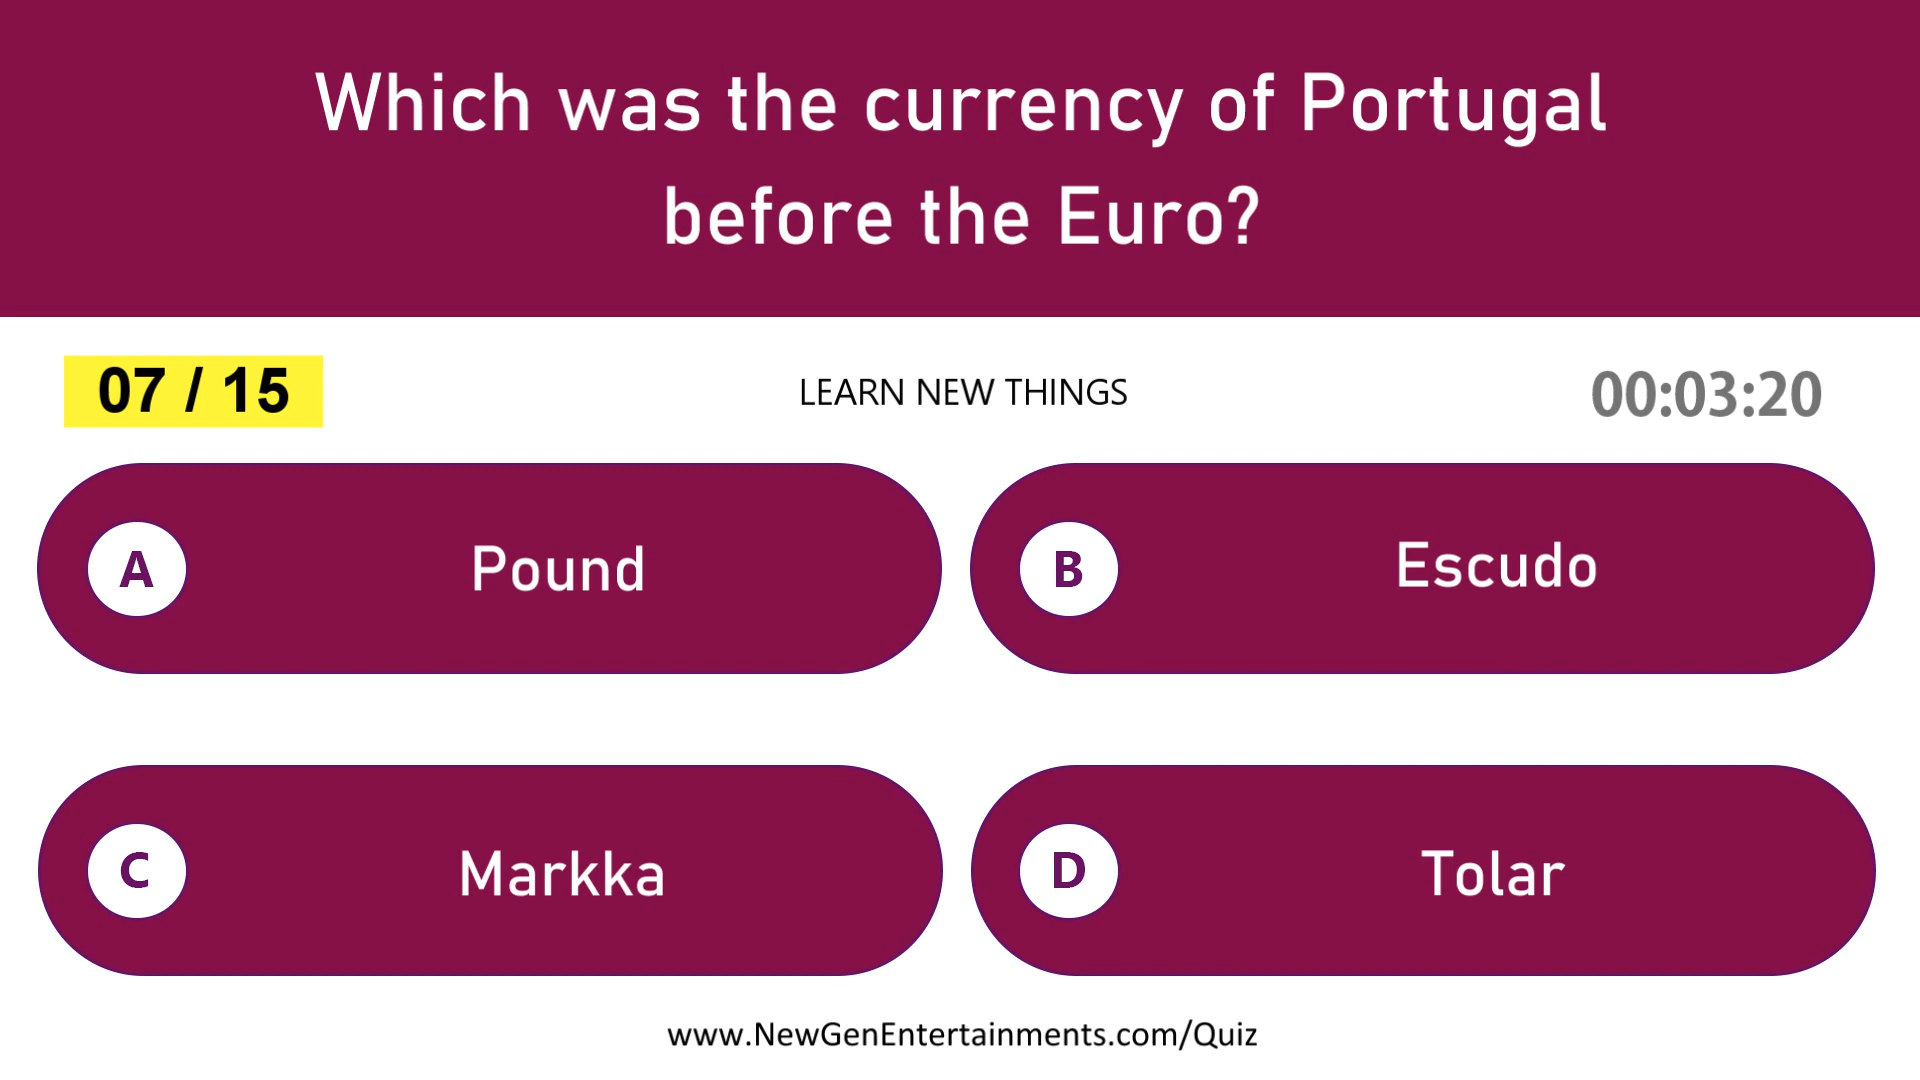 Which was the currency of Portugal
before the Euro?
07 / 15
LEARN NEW THINGS
00:03:20
A
Pound
B
Escudo
C
Markka
D
Tolar
www.NewGenEntertainments.com/Quiz